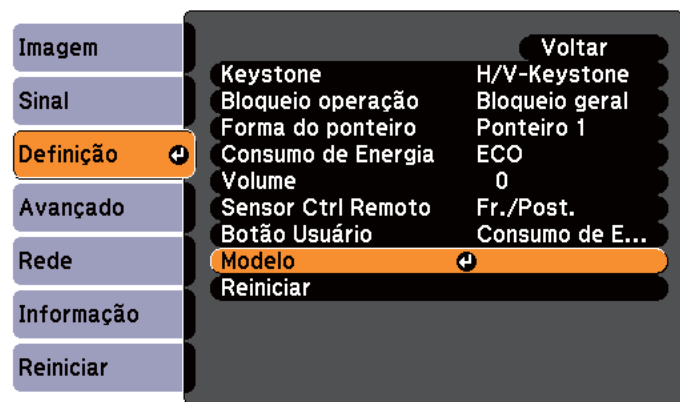 Imagem
Sinal
Definição
Avançado
Rede
Informação
Reiniciar
Voltar
Keystone H/V-Keystone
Bloqueio operação Bloqueio geral
Forma do ponteiro Ponteiro 1
Consumo de Energia ECO
Volume 0
Sensor Ctrl Remoto Fr./Post.
Botão Usuário Consumo de E...
Modelo
Reiniciar